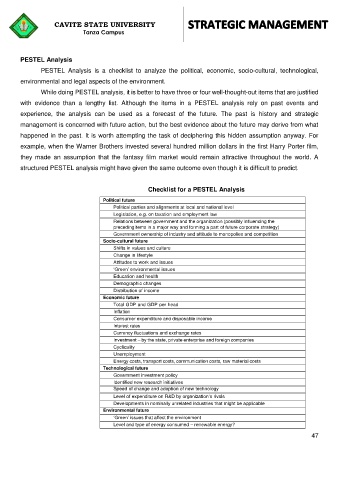 CAVITE STATE UNIVERSITY
Tanza Campus
STRATEGIC MANAGEMENT
PESTEL Analysis
PESTEL Analysis is a checklist to analyze the political, economic, socio-cultural, technological,
environmental and legal aspects of the environment.
While doing PESTEL analysis, it is better to have three or four well-thought-out items that are justified
with evidence than a lengthy list. Although the items in a PESTEL analysis rely on past events and
experience, the analysis can be used as a forecast of the future. The past is history and strategic
management is concerned with future action, but the best evidence about the future may derive from what
happened in the past. It is worth attempting the task of deciphering this hidden assumption anyway. For
example, when the Warner Brothers invested several hundred million dollars in the first Harry Porter film,
they made an assumption that the fantasy film market would remain attractive throughout the world. A
structured PESTEL analysis might have given the same outcome even though it is difficult to predict.
Checklist for a PESTEL Analysis
Political future
Political parties and alignments at local and national level
Legislation, e.g. on taxation and employment law
Relations between government and the organization (possibly influencing the
preceding items in a major way and forming a part of future corporate strategy)
Government ownership of industry and attitude to monopolies and competition
Socio-cultural future
Shifts in values and culture
Change in lifestyle
Attitudes to work and leisure
'Green' environmental issues
Education and health
Demographic changes
Distribution of income
Economic future
Total GDP and GDP per head
Inflation
Consumer expenditure and disposable income
Interest rates
Currency fluctuations and exchange rates
Investment – by the state, private enterprise and foreign companies
Cyclicality
Unemployment
Energy costs, transport costs, communication costs, raw material costs
Technological future
Government investment policy
Identified new research initiatives
Speed of change and adoption of new technology
Level of expenditure on R&D by organization's rivals
Developments in nominally unrelated industries that might be applicable
Environmental future
'Green' issues that affect the environment
Level and type of energy consumed – renewable energy?
47